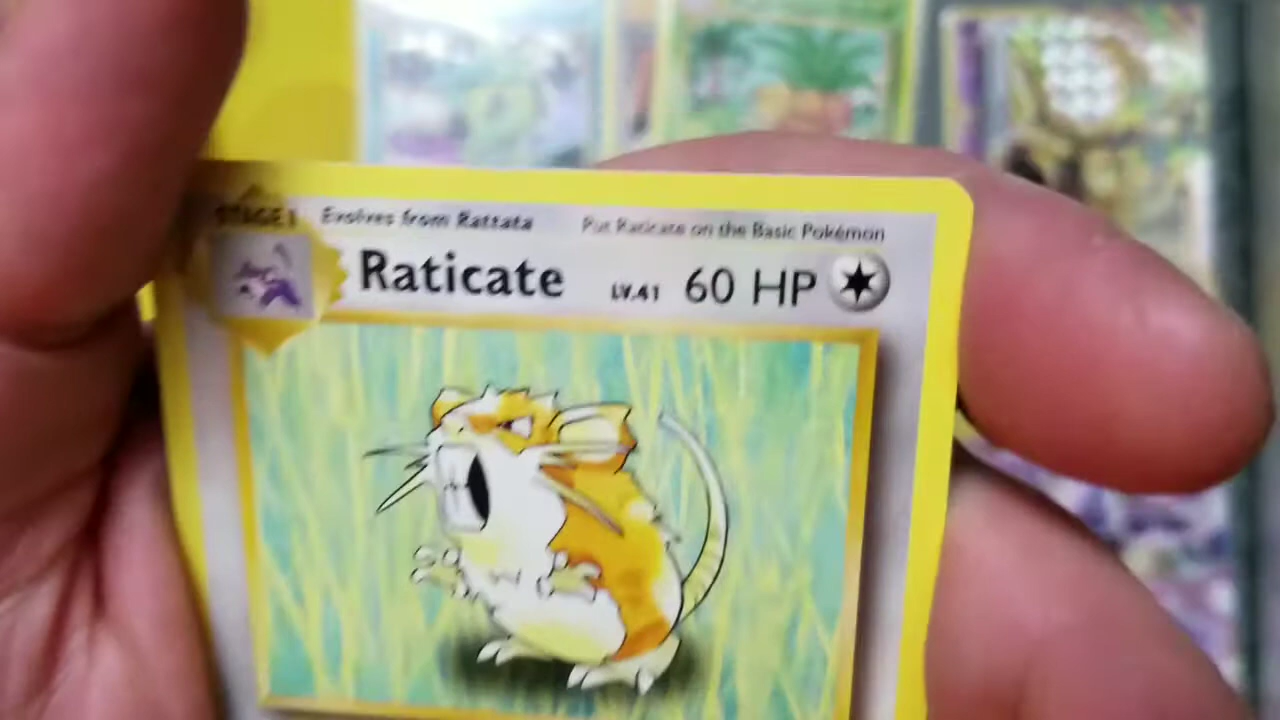 STAGE 1 Evolves from Rattata Put Raticate on the Basic Pokémon
Raticate LV.41 60 HP